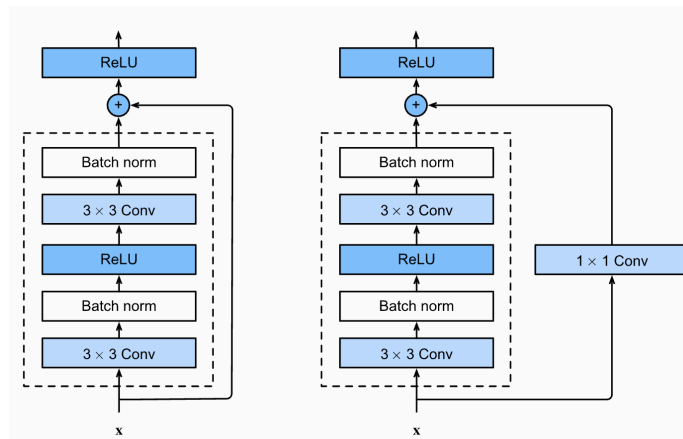 ReLU
+
Batch norm
3 × 3 Conv
ReLU
Batch norm
3 × 3 Conv
x
ReLU
+
Batch norm
3 × 3 Conv
ReLU
1 × 1 Conv
Batch norm
3 × 3 Conv
x